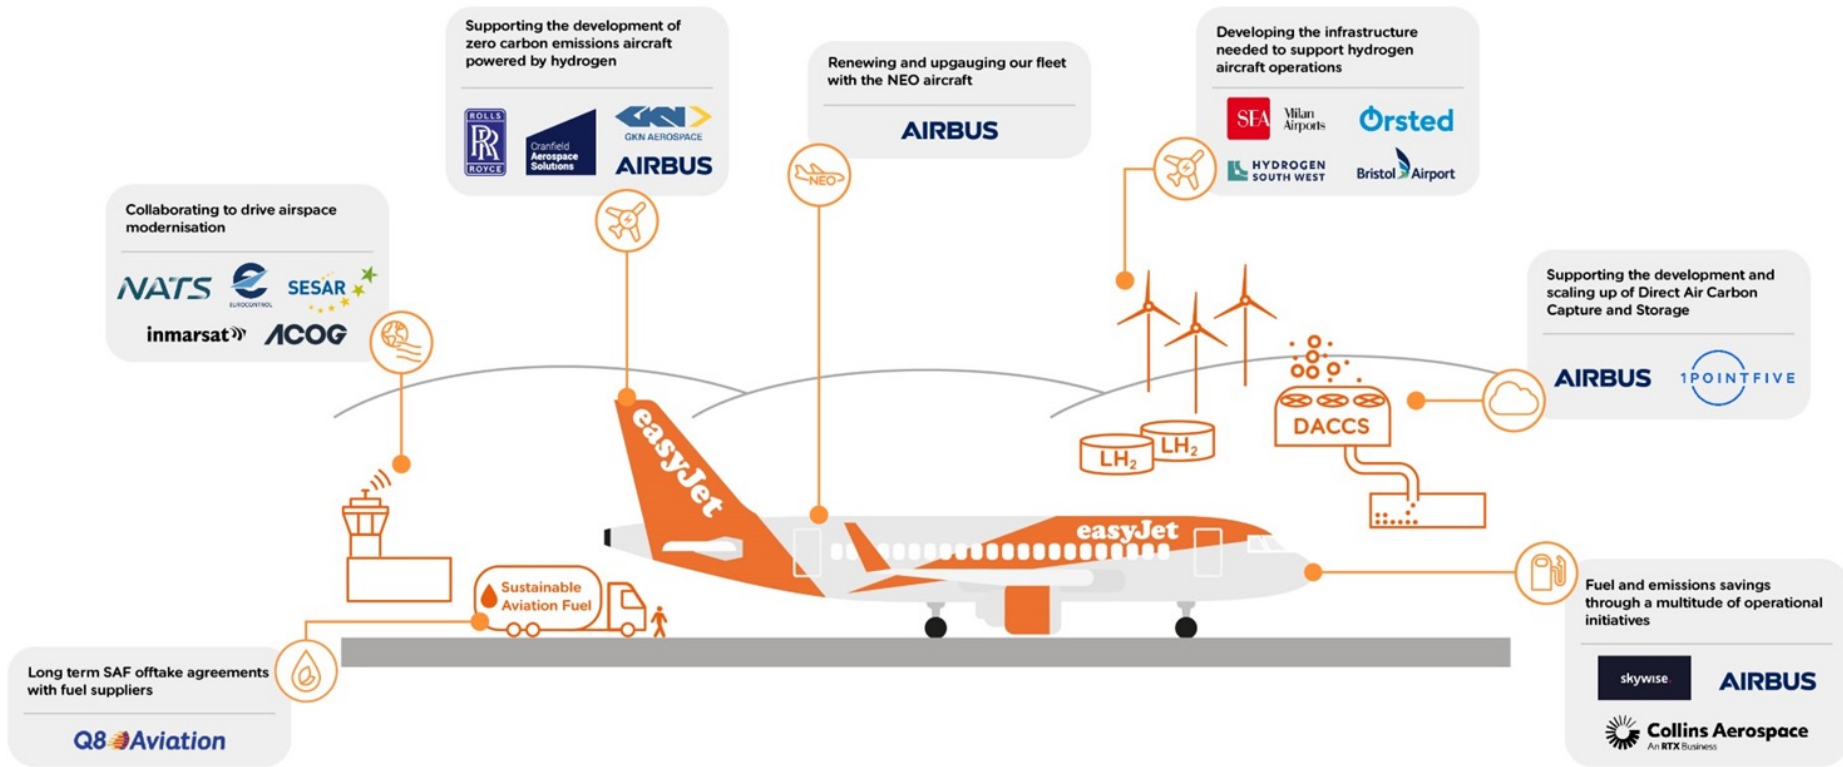 Supporting the development of
zero carbon emissions aircraft
powered by hydrogen
ROLLS
RR
ROYCE
Cranfield
Aerospace
Solutions
GKN
GKN AEROSPACE
AIRBUS
Renewing and upgauging our fleet
with the NEO aircraft
AIRBUS
NEO
Developing the infrastructure
needed to support hydrogen
aircraft operations
SEA
Milan
Airports
Ørsted
HYDROGEN
SOUTH WEST
Bristol Airport
Collaborating to drive airspace
modernisation
NATS
EUROCONTROL
SESAR
inmarsat
ACOG
Supporting the development and
scaling up of Direct Air Carbon
Capture and Storage
AIRBUS
1POINTFIVE
DACCS
LH₂
LH₂
easyJet
easyJet
Sustainable
Aviation Fuel
Long term SAF offtake agreements
with fuel suppliers
Q8 Aviation
Fuel and emissions savings
through a multitude of operational
initiatives
skywise.
AIRBUS
Collins Aerospace
An RTX Business